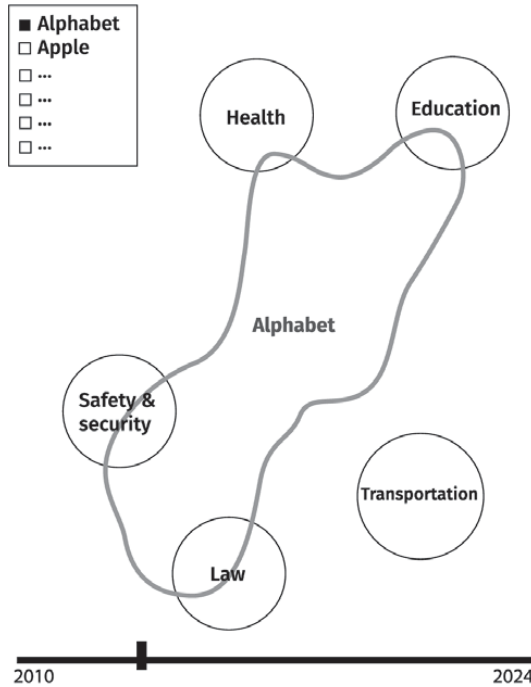 Alphabet
Apple
...
...
...
...
Health
Education
Alphabet
Safety &
security
Transportation
Law
2010
2024